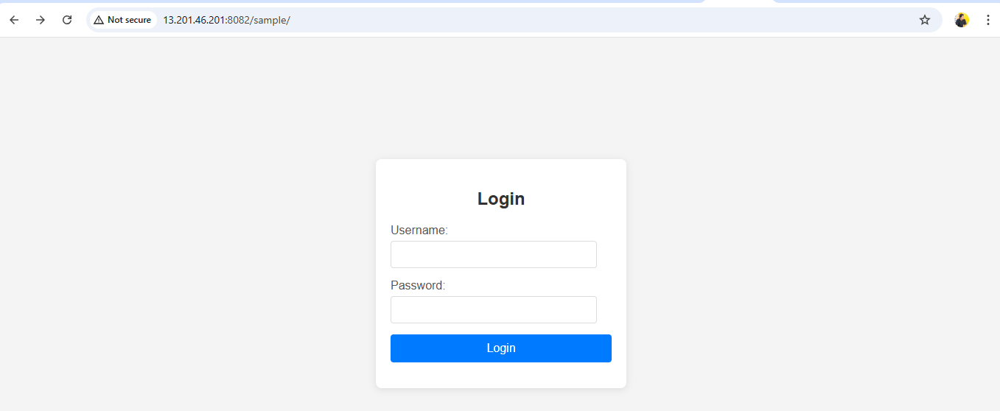 Not secure 13.201.46.201:8082/sample/
Login
Username:
Password:
Login